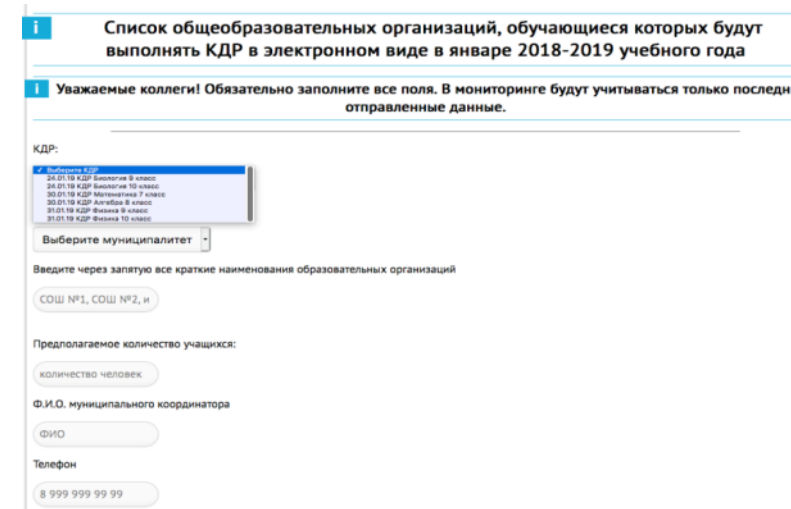 i Список общеобразовательных организаций, обучающиеся которых будут
выполнять КДР в электронном виде в январе 2018-2019 учебного года
i Уважаемые коллеги! Обязательно заполните все поля. В мониторинге будут учитываться только последн
отправленные данные.
КДР:
✓ Выберите КДР
24.01.19 КДР Биология 9 класс
24.01.19 КДР Биология 10 класс
30.01.19 КДР Математика 7 класс
30.01.19 КДР Алгебра 8 класс
31.01.19 КДР Физика 9 класс
31.01.19 КДР Физика 10 класс
Выберите муниципалитет
Введите через запятую все краткие наименования образовательных организаций
СОШ №1, СОШ №2, и
Предполагаемое количество учащихся:
количество человек
Ф.И.О. муниципального координатора
ФИО
Телефон
8 999 999 99 99